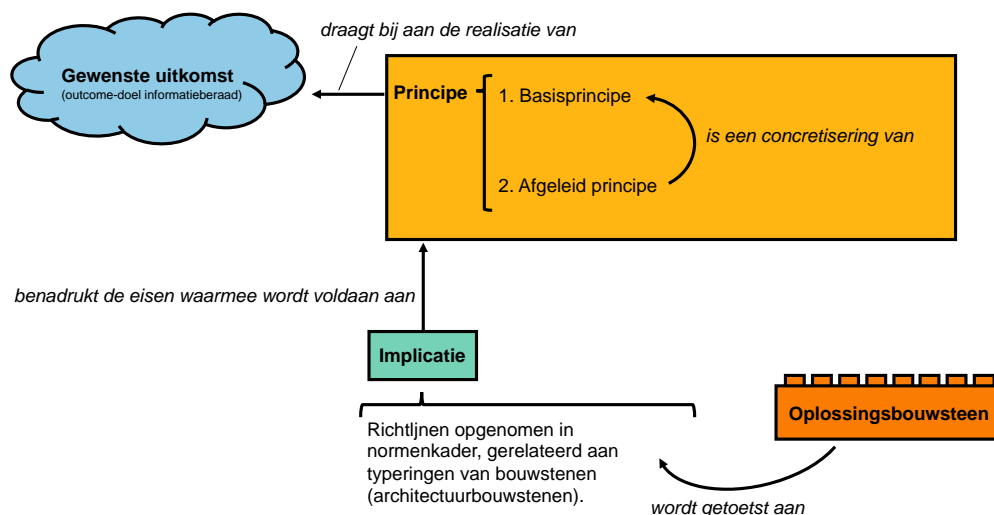 draagt bij aan de realisatie van
Gewenste uitkomst
(outcome-doel informatieberaad)
Principe
1. Basisprincipe
is een concretisering van
2. Afgeleid principe
benadrukt de eisen waarmee wordt voldaan aan
Implicatie
Oplossingsbouwsteen
Richtljnen opgenomen in
normenkader, gerelateerd aan
typeringen van bouwstenen
(architectuurbouwstenen).
wordt getoetst aan